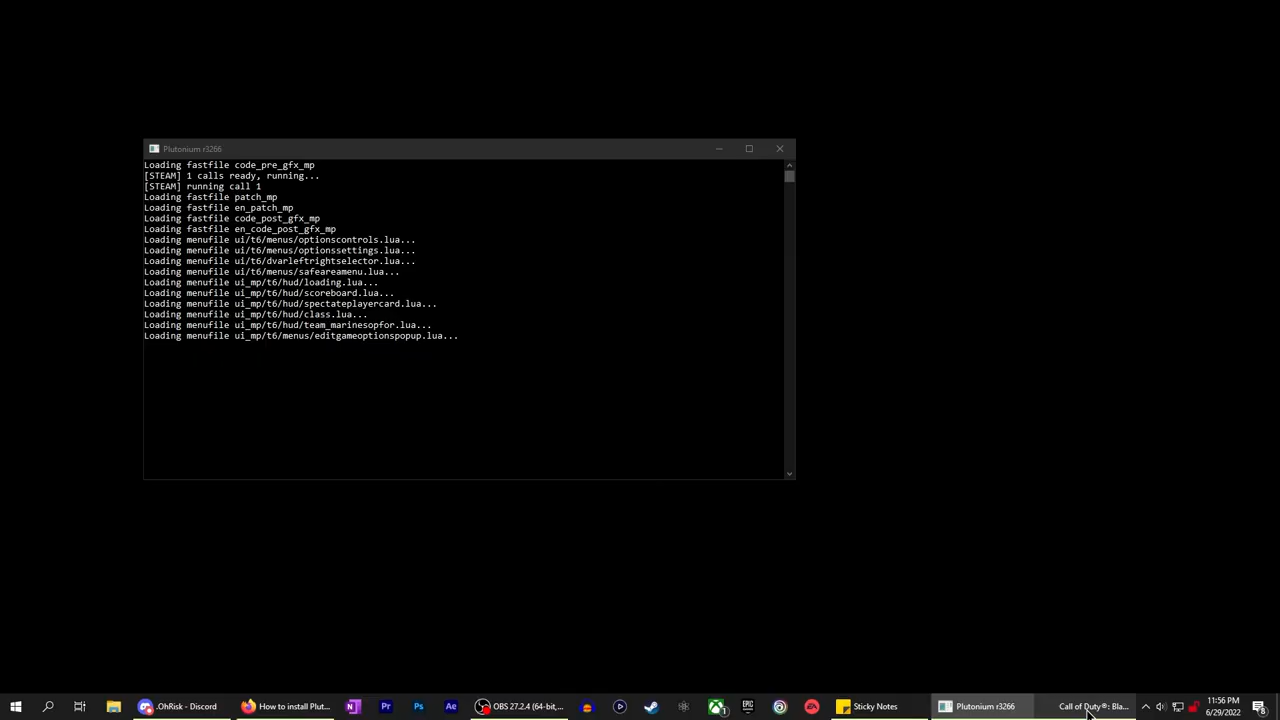 Plutonium r3266
Loading fastfile code_pre_gfx_mp
[STEAM] 1 calls ready, running...
[STEAM] running call 1
Loading fastfile patch_mp
Loading fastfile en_patch_mp
Loading fastfile code_post_gfx_mp
Loading fastfile en_code_post_gfx_mp
Loading menufile ui/t6/menus/optionscontrols.lua...
Loading menufile ui/t6/menus/optionssettings.lua...
Loading menufile ui/t6/dvarleftrightselector.lua...
Loading menufile ui/t6/menus/safeareamenu.lua...
Loading menufile ui_mp/t6/hud/loading.lua...
Loading menufile ui_mp/t6/hud/scoreboard.lua...
Loading menufile ui_mp/t6/hud/spectateplayercard.lua...
Loading menufile ui_mp/t6/hud/class.lua...
Loading menufile ui_mp/t6/hud/team_marinesopfor.lua...
Loading menufile ui_mp/t6/menus/editgameoptionspopup.lua...
.OhRisk - Discord
How to install Plut...
N
Pr
Ps
Ae
OBS 27.2.4 (64-bit,...
EPIC
EA
Sticky Notes
Plutonium r3266
Call of Duty®: Bla...
11:56 PM
6/29/2022